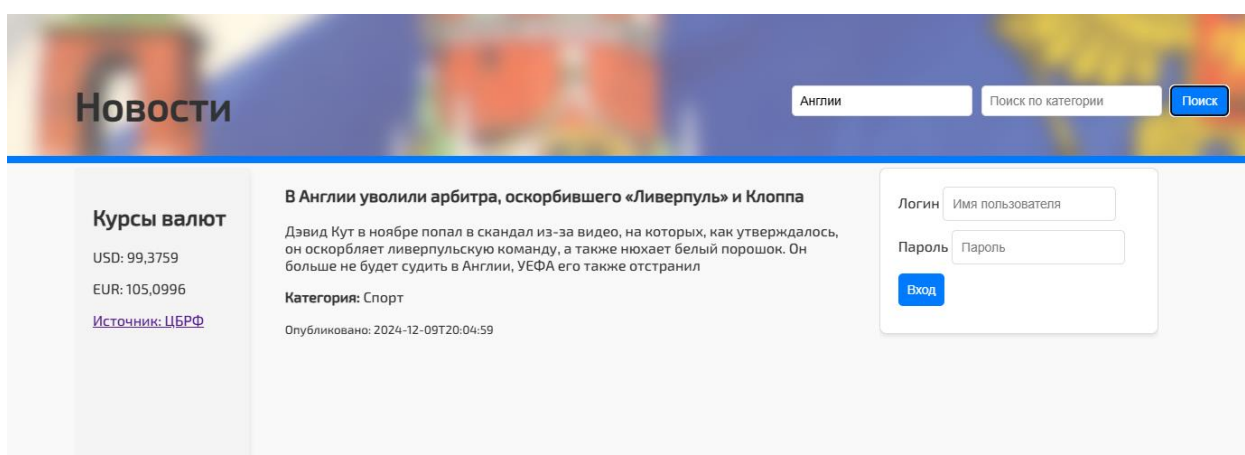 Новости
Англии
Поиск по категории
Поиск
Курсы валют
USD: 99,3759
EUR: 105,0996
Источник: ЦБРФ
В Англии уволили арбитра, оскорбившего «Ливерпуль» и Клоппа
Дэвид Кут в ноябре попал в скандал из-за видео, на которых, как утверждалось,
он оскорбляет ливерпульскую команду, а также нюхает белый порошок. Он
больше не будет судить в Англии, УЕФА его также отстранил
Категория: Спорт
Опубликовано: 2024-12-09T20:04:59
Логин
Имя пользователя
Пароль
Пароль
Вход